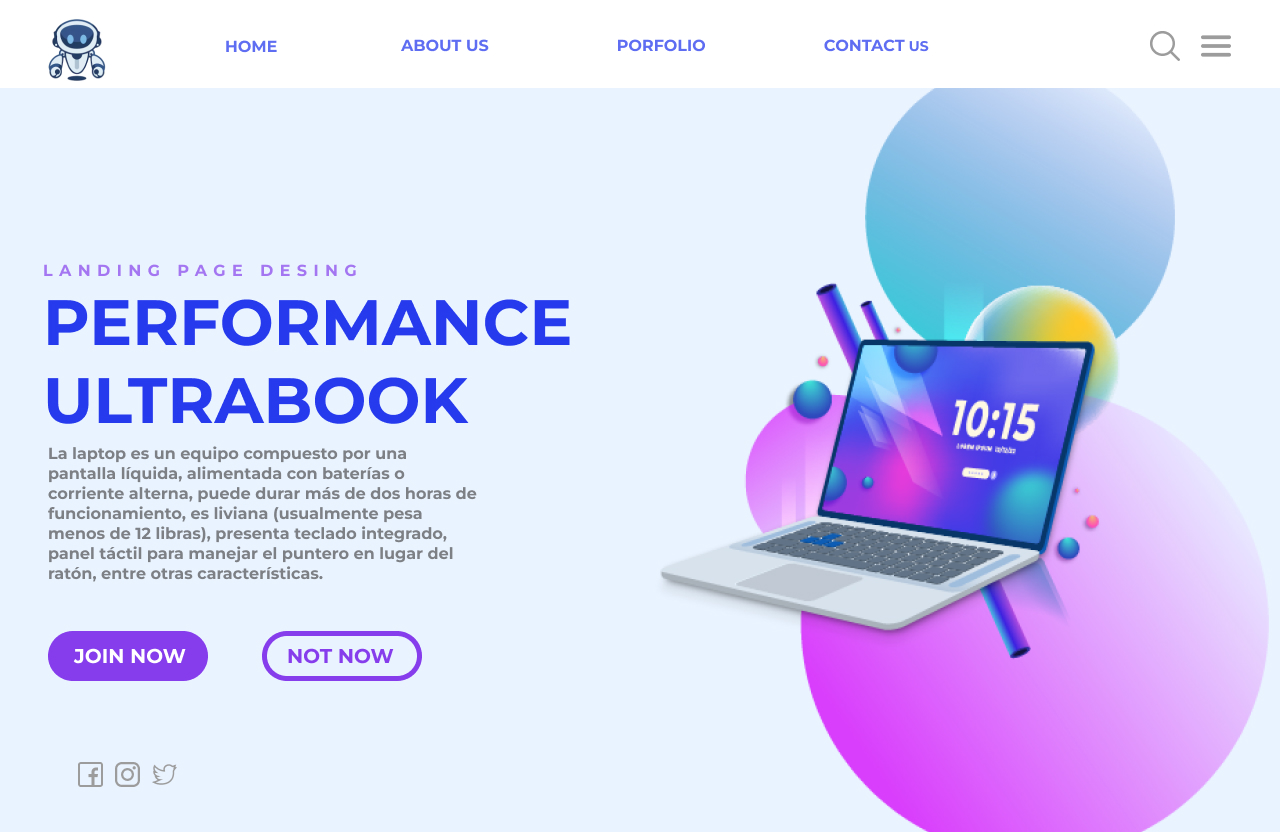 HOME
ABOUT US
PORFOLIO
CONTACT US
LANDING PAGE DESING
PERFORMANCE
ULTRABOOK
La laptop es un equipo compuesto por una
pantalla líquida, alimentada con baterías o
corriente alterna, puede durar más de dos horas de
funcionamiento, es liviana (usualmente pesa
menos de 12 libras), presenta teclado integrado,
panel táctil para manejar el puntero en lugar del
ratón, entre otras características.
10:15
LOREM IPSUM
JOIN NOW
NOT NOW